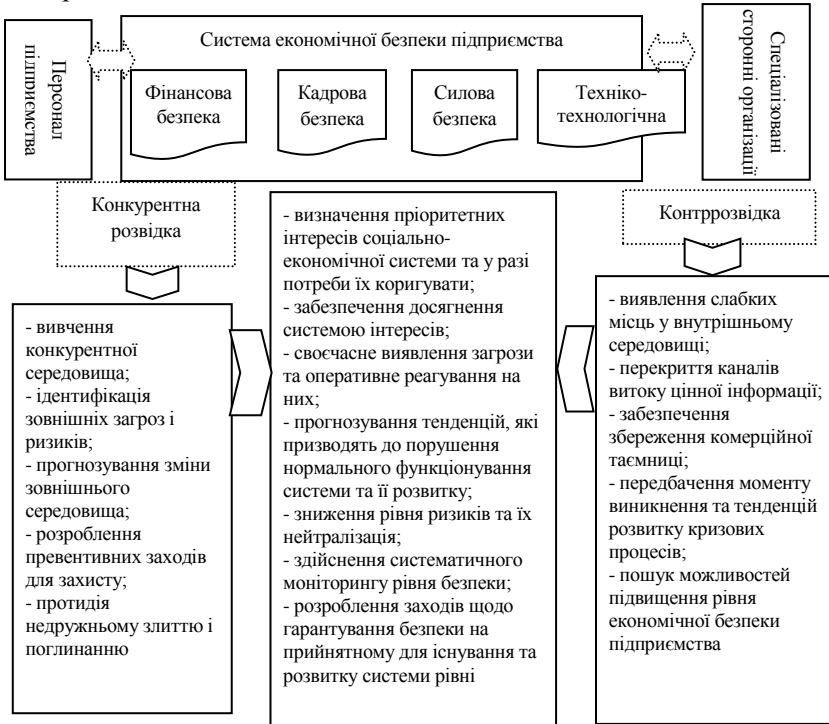 Персонал
підприємства
Система економічної безпеки підприємства
Фінансова
безпека
Кадрова
безпека
Силова
безпека
Техніко-
технологічна
Спеціалізовані
сторонні організації
Конкурентна
розвідка
- вивчення
конкурентної
середовища;
- ідентифікація
зовнішніх загроз і
ризиків;
- прогнозування зміни
зовнішнього
середовища;
- розроблення
превентивних заходів
для захисту;
- протидія
недружньому злиттю і
поглинанню
- визначення пріоритетних
інтересів соціально-
економічної системи та у разі
потреби їх коригувати;
- забезпечення досягнення
системою інтересів;
- своєчасне виявлення загрози
та оперативне реагування на
них;
- прогнозування тенденцій, які
призводять до порушення
нормального функціонування
системи та її розвитку;
- зниження рівня ризиків та їх
нейтралізація;
- здійснення систематичного
моніторингу рівня безпеки;
- розроблення заходів щодо
гарантування безпеки на
прийнятному для існування та
розвитку системи рівні
Контррозвідка
- виявлення слабких
місць у внутрішньому
середовищі;
- перекриття каналів
витоку цінної інформації;
- забезпечення
збереження комерційної
таємниці;
- передбачення моменту
виникнення та тенденцій
розвитку кризових
процесів;
- пошук можливостей
підвищення рівня
економічної безпеки
підприємства